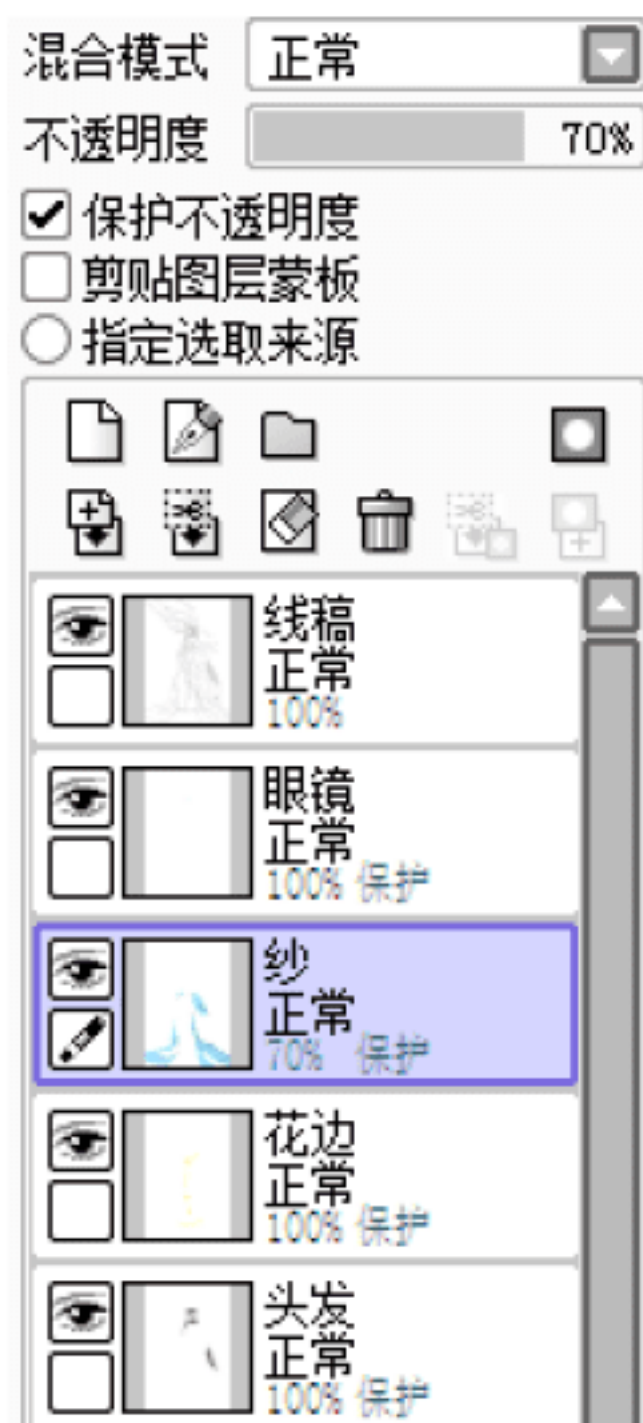 混合模式 正常
不透明度 70%
保护不透明度
剪贴图层蒙板
指定选取来源
线稿
正常
100%
眼镜
正常
100% 保护
纱
正常
70% 保护
花边
正常
100% 保护
头发
正常
100% 保护